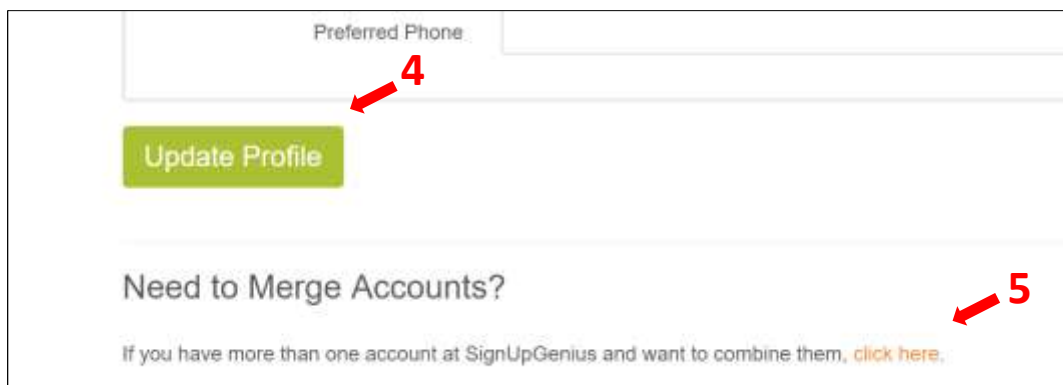 Preferred Phone
4
Update Profile
Need to Merge Accounts?
5
If you have more than one account at SignUpGenius and want to combine them, click here.